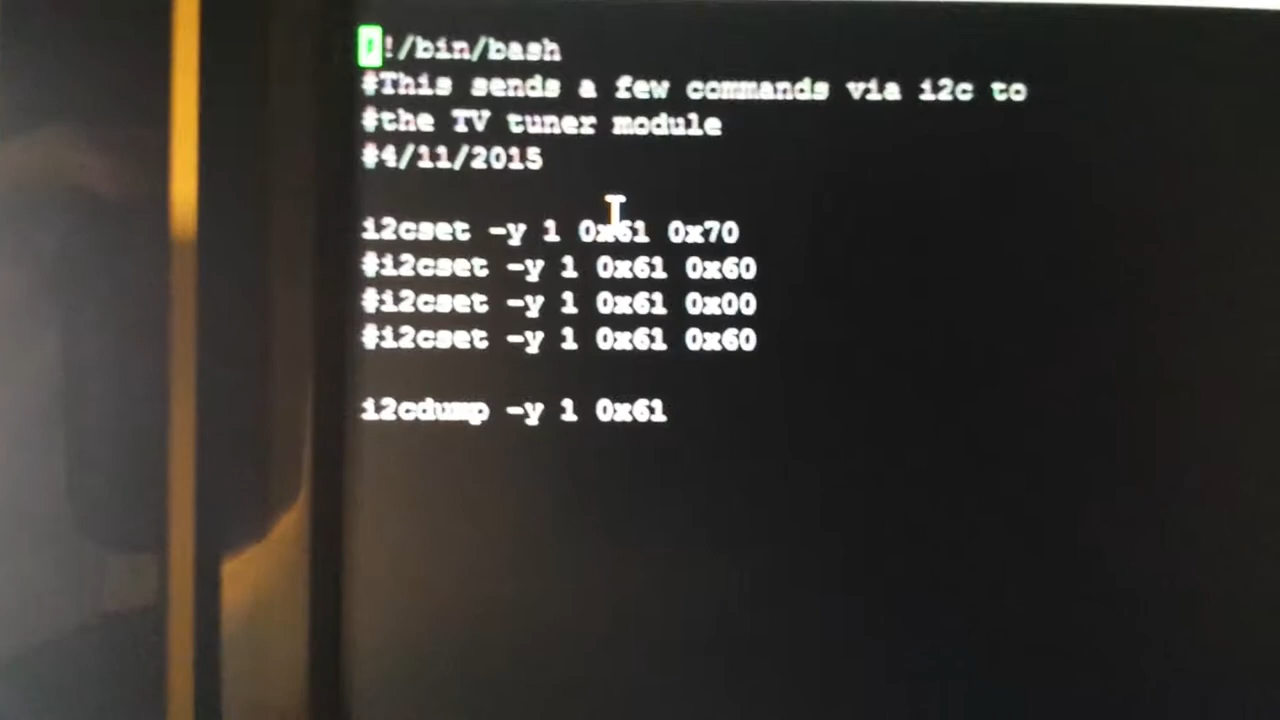 #!/bin/bash
#This sends a few commands via i2c to
#the TV tuner module
#4/11/2015
i2cset -y 1 0x61 0x70
#i2cset -y 1 0x61 0x60
#i2cset -y 1 0x61 0x00
#i2cset -y 1 0x61 0x60
i2cdump -y 1 0x61